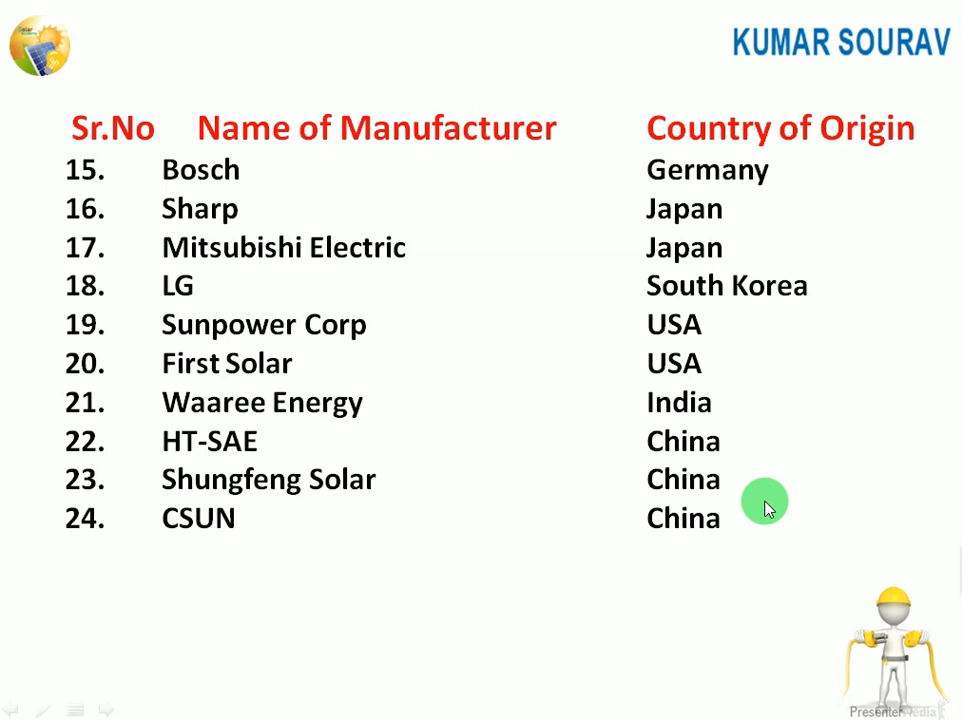 KUMAR SOURAV
Sr.No Name of Manufacturer Country of Origin
15. Bosch Germany
16. Sharp Japan
17. Mitsubishi Electric Japan
18. LG South Korea
19. Sunpower Corp USA
20. First Solar USA
21. Waaree Energy India
22. HT-SAE China
23. Shungfeng Solar China
24. CSUN China
PresenterMedia